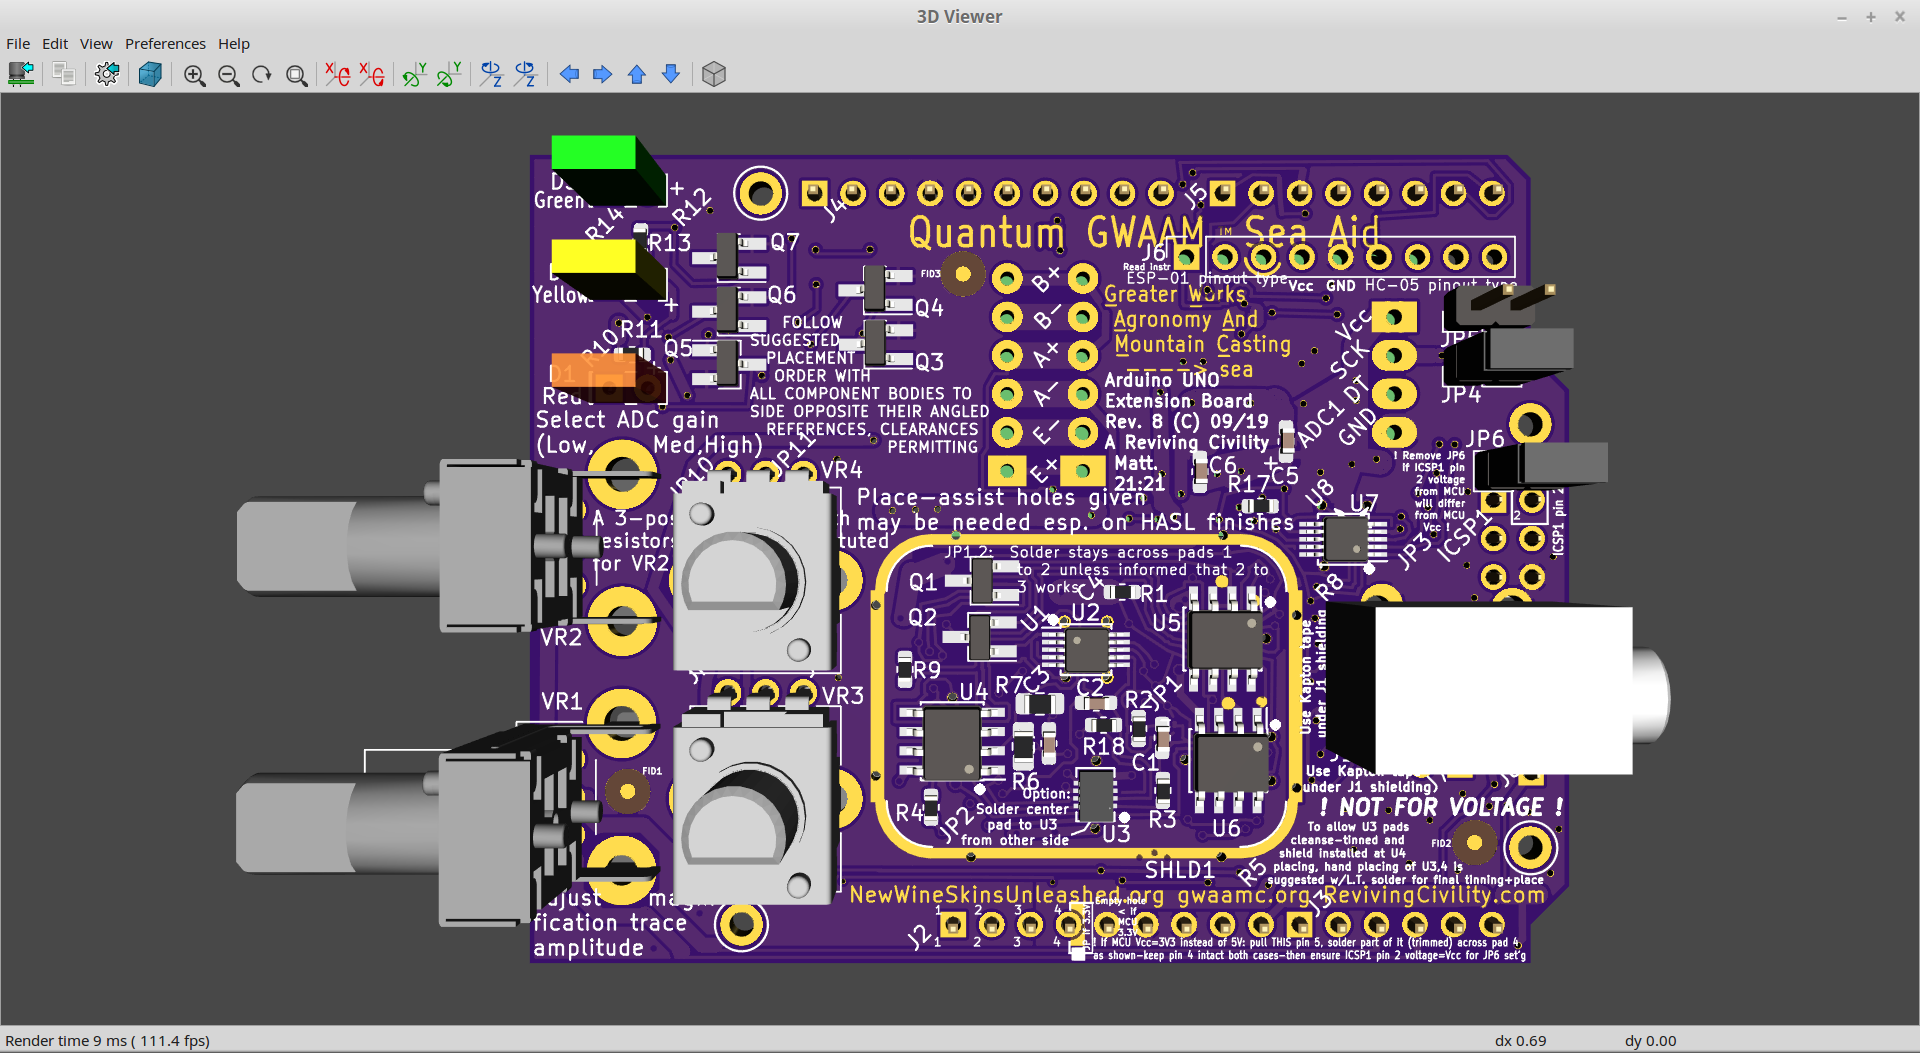 3D Viewer
File Edit View Preferences Help
Green
+
R12
R14
R13
Yellow
+
R11
R10
D1
Red
Q7
Q6
Q5
Q4
Q3
J4
J5
FID3
Quantum GWAAM™ Sea Aid
J6
Read instr
ESP-01 pinout type
Vcc GND HC-05 pinout type
B+
B-
A+
A-
E-
E+
Greater Works
Agronomy And
Mountain Casting
----> sea
Arduino UNO
Extension Board
Rev. 8 (C) 09/19
A Reviving Civility
Matt.
21:21
Vcc
SCK
DT
ADC1
GND
JP4
JP6
! Remove JP6
if ICSP1 pin
2 voltage
from MCU
will differ
from MCU
Vcc !
ICSP1
2
ICSP1 pin 2
FOLLOW
SUGGESTED
PLACEMENT
ORDER WITH
ALL COMPONENT BODIES TO
SIDE OPPOSITE THEIR ANGLED
REFERENCES, CLEARANCES
PERMITTING
Select ADC gain
(Low, Med,High)
JP10
JP11
VR4
C6
+
C5
R17
U8
U7
JP3
R8
Place-assist holes given
may be needed esp. on HASL finishes
A 3-pos
esistors
for VR2
tuted
VR2
VR1
VR3
FID1
JP12: Solder stays across pads 1
to 2 unless informed that 2 to
3 works
Q1
Q2
C4
R1
U1
U2
U5
R9
U4
R7
C3
C2
R2
JP1
R18
C1
R6
R4
JP2
Option:
Solder center
pad to U3
from other side
U3
R3
U6
SHLD1
R5
Use Kapton tape
under J1 shielding
Use Kapton tape
under J1 shielding)
! NOT FOR VOLTAGE !
To allow U3 pads
cleanse-tinned and
shield installed at U4
placing, hand placing of U3,4 is
suggested w/L.T. solder for final tinning+place
FID2
NewWineSkinsUnleashed.org gwaamc.org RevivingCivility.com
J3
J2
1 2 3 4
1 2 3 4
Empty hole
< if
MCU
3.3V
! If MCU Vcc=3V3 instead of 5V: pull THIS pin 5, solder part of it (trimmed) across pad 4
as shown-keep pin 4 intact both cases-then ensure ICSP1 pin 2 voltage=Vcc for JP6 set'g
fication trace
amplitude
Render time 9 ms ( 111.4 fps)
dx 0.69
dy 0.00